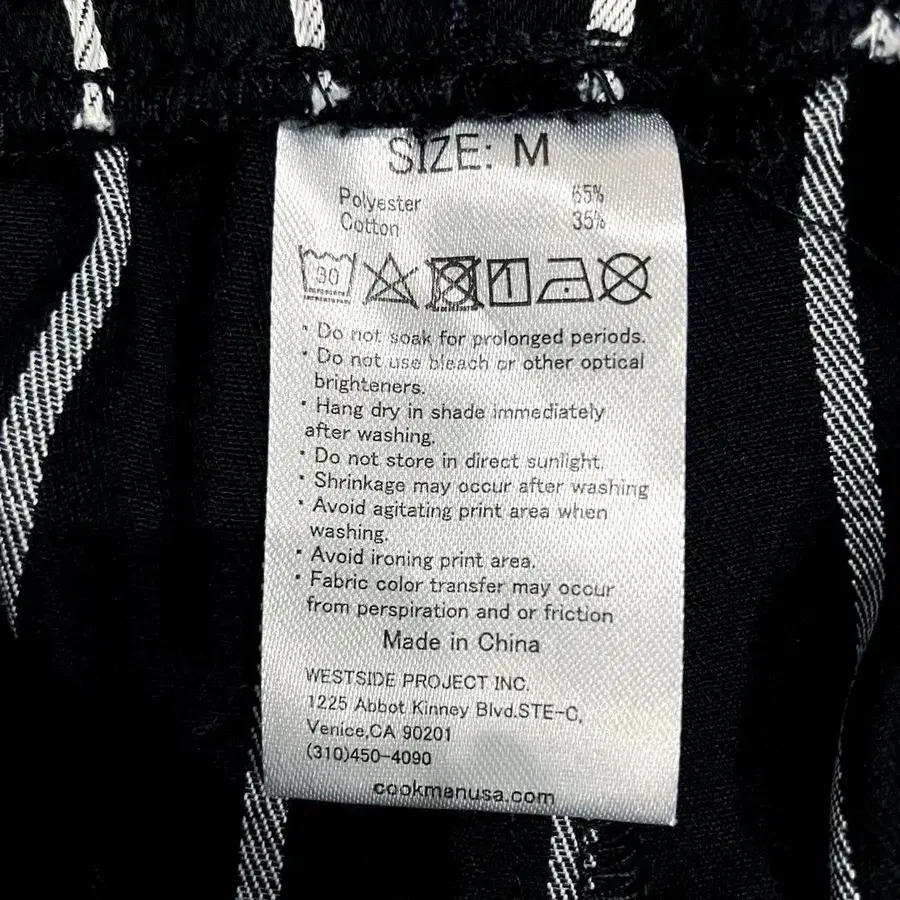 SIZE: M
Polyester 65%
Cotton 35%
30
• Do not soak for prolonged periods.
• Do not use bleach or other optical
brighteners.
• Hang dry in shade immediately
after washing.
• Do not store in direct sunlight.
• Shrinkage may occur after washing
• Avoid agitating print area when
washing.
• Avoid ironing print area.
• Fabric color transfer may occur
from perspiration and or friction
Made in China
WESTSIDE PROJECT INC.
1225 Abbot Kinney Blvd.STE-C,
Venice,CA 90201
(310)450-4090
cookmanusa.com